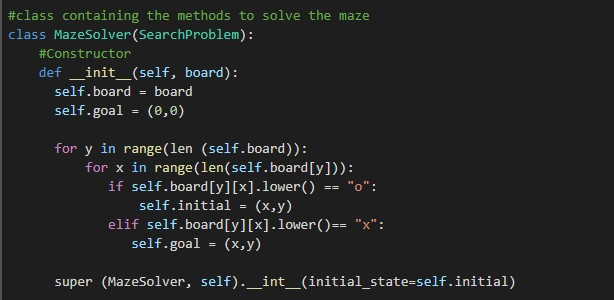 #class containing the methods to solve the maze
class MazeSolver(SearchProblem):
    #Constructor
    def __init__(self, board):
      self.board = board
      self.goal = (0,0)

      for y in range(len (self.board)):
          for x in range(len(self.board[y])):
             if self.board[y][x].lower() == "o":
                 self.initial = (x,y)
             elif self.board[y][x].lower()== "x":
                self.goal = (x,y)

      super (MazeSolver, self).__int__(initial_state=self.initial)